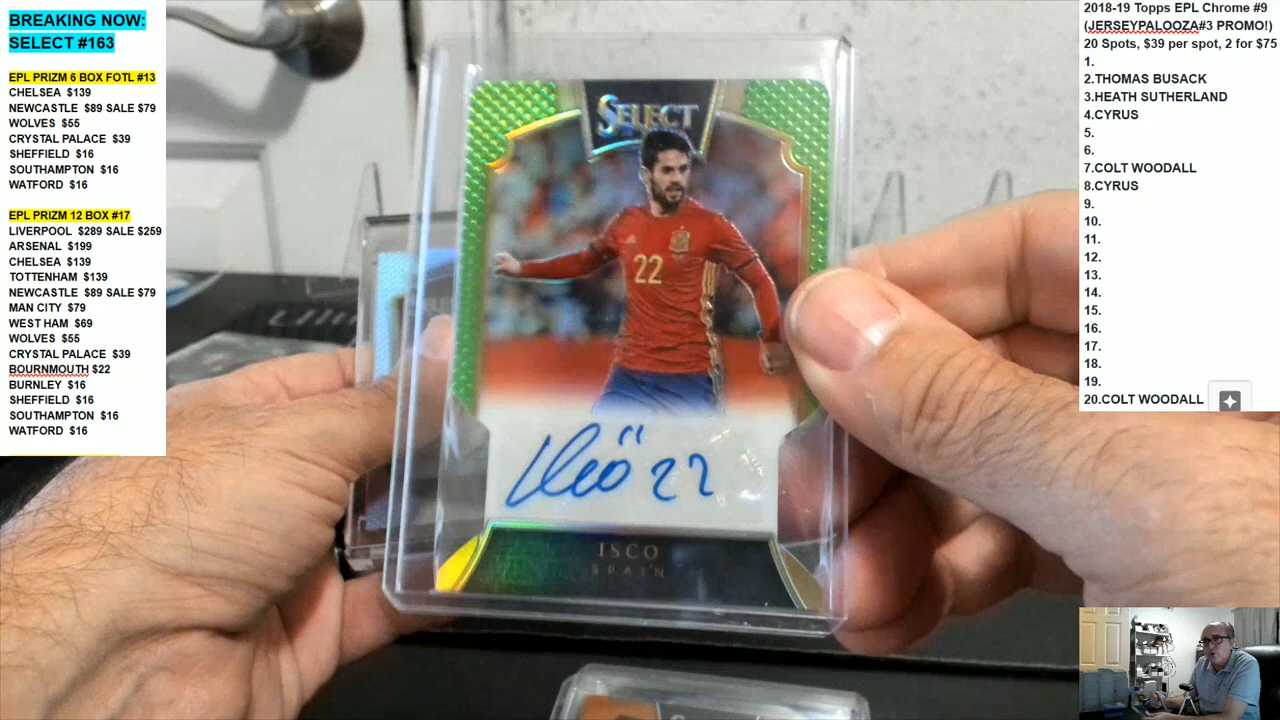 BREAKING NOW:
SELECT #163
EPL PRIZM 6 BOX FOTL #13
CHELSEA $139
NEWCASTLE $89 SALE $79
WOLVES $55
CRYSTAL PALACE $39
SHEFFIELD $16
SOUTHAMPTON $16
WATFORD $16
EPL PRIZM 12 BOX #17
LIVERPOOL $289 SALE $259
ARSENAL $199
CHELSEA $139
TOTTENHAM $139
NEWCASTLE $89 SALE $79
MAN CITY $79
WEST HAM $69
WOLVES $55
CRYSTAL PALACE $39
BOURNMOUTH $22
BURNLEY $16
SHEFFIELD $16
SOUTHAMPTON $16
WATFORD $16
SELECT
22
22
ISCO
SPAIN
2018-19 Topps EPL Chrome #9
(JERSEYPALOOZA#3 PROMO!)
20 Spots, $39 per spot, 2 for $75
1.
2.THOMAS BUSACK
3.HEATH SUTHERLAND
4.CYRUS
5.
6.
7.COLT WOODALL
8.CYRUS
9.
10.
11.
12.
13.
14.
15.
16.
17.
18.
19.
20.COLT WOODALL